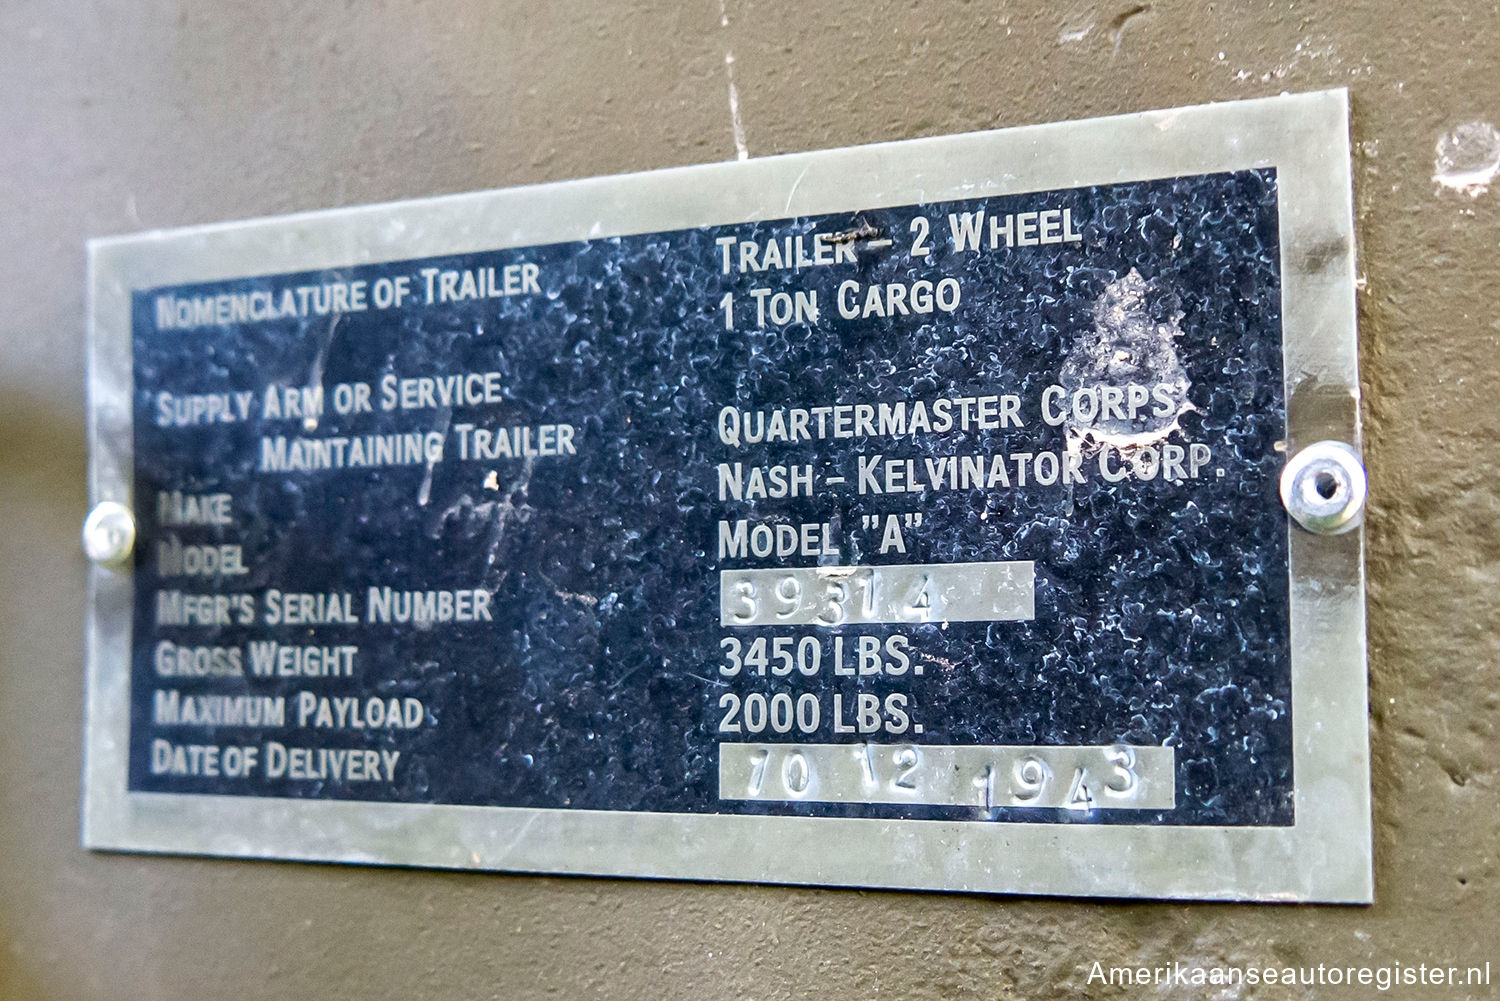 NOMENCLATURE OF TRAILER TRAILER – 2 WHEEL
1 TON CARGO
SUPPLY ARM OR SERVICE
MAINTAINING TRAILER QUARTERMASTER CORPS
MAKE NASH – KELVINATOR CORP.
MODEL MODEL "A"
MFGR'S SERIAL NUMBER 39314
GROSS WEIGHT 3450 LBS.
MAXIMUM PAYLOAD 2000 LBS.
DATE OF DELIVERY 10 12 1943
Amerikaanseautoregister.nl